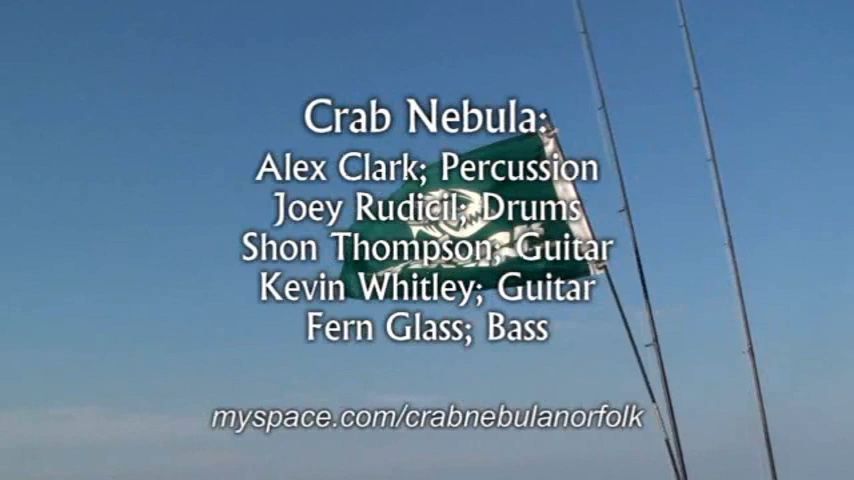 Crab Nebula:
Alex Clark; Percussion
Joey Rudicil; Drums
Shon Thompson; Guitar
Kevin Whitley; Guitar
Fern Glass; Bass
myspace.com/crabnebulanorfolk